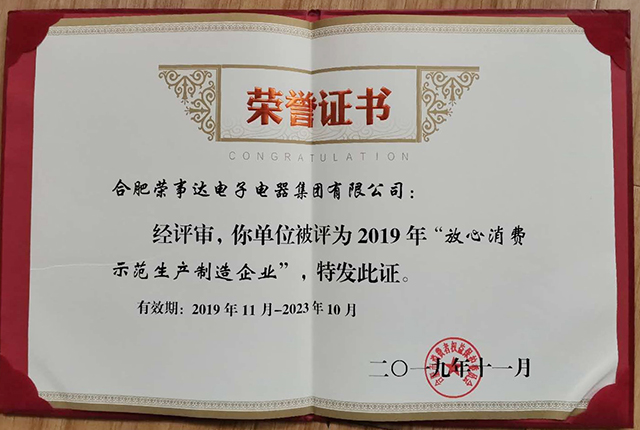 荣誉证书
CONGRATULATION
合肥荣事达电子电器集团有限公司：
经评审，你单位被评为2019年“放心消费
示范生产制造企业”，特发此证。
有效期：2019年11月-2023年10月
二〇一九年十一月